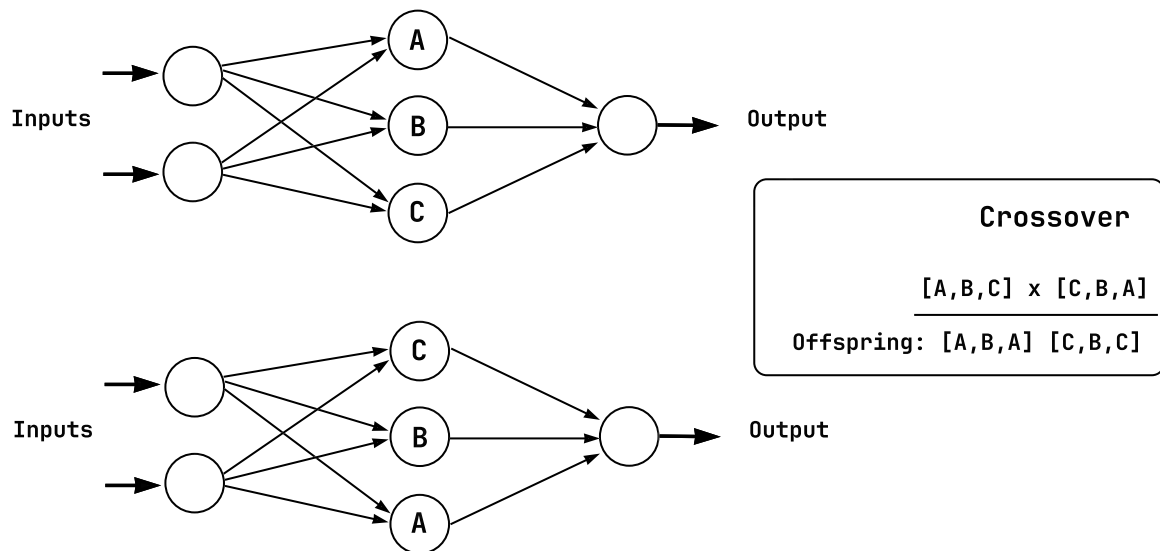 A
Inputs
B
Output
C
Crossover
[A,B,C] x [C,B,A]
Offspring: [A,B,A] [C,B,C]
C
Inputs
B
Output
A